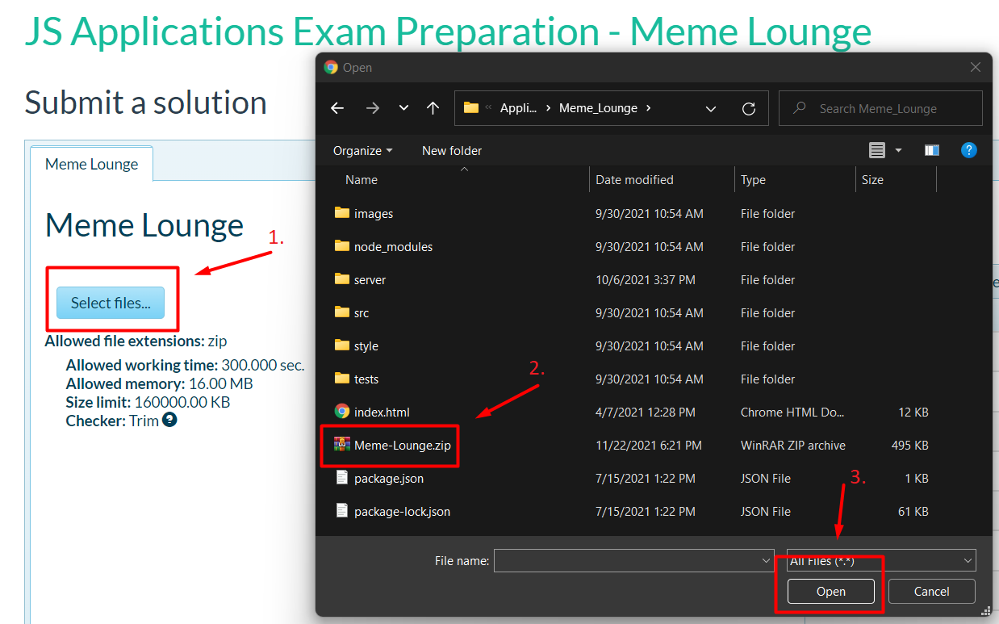 JS Applications Exam Preparation - Meme Lounge
Submit a solution
Meme Lounge
Meme Lounge
1.
Select files...
Allowed file extensions: zip
Allowed working time: 300.000 sec.
Allowed memory: 16.00 MB
Size limit: 160000.00 KB
Checker: Trim ?
Open
« Appli... › Meme_Lounge ›
Search Meme_Lounge
Organize New folder
?
Name Date modified Type Size
images 9/30/2021 10:54 AM File folder
node_modules 9/30/2021 10:54 AM File folder
server 10/6/2021 3:37 PM File folder
src 9/30/2021 10:54 AM File folder
style 9/30/2021 10:54 AM File folder
tests 9/30/2021 10:54 AM File folder
2.
index.html 4/7/2021 12:28 PM Chrome HTML Do... 12 KB
Meme-Lounge.zip 11/22/2021 6:21 PM WinRAR ZIP archive 495 KB
package.json 7/15/2021 1:22 PM JSON File 1 KB
3.
package-lock.json 7/15/2021 1:22 PM JSON File 61 KB
File name:
All Files (*.*)
Open Cancel